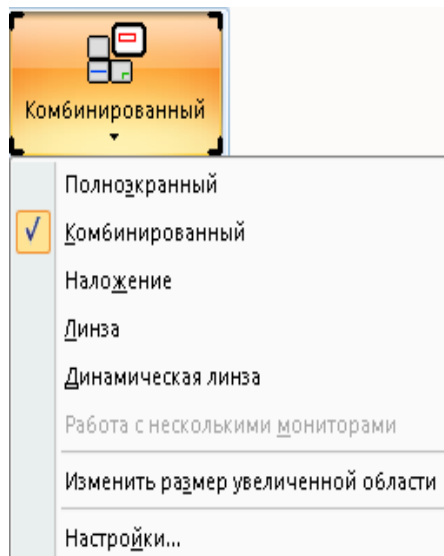 Комбинированный
Полноэкранный
Комбинированный
Наложение
Линза
Динамическая линза
Работа с несколькими мониторами
Изменить размер увеличенной области
Настройки...